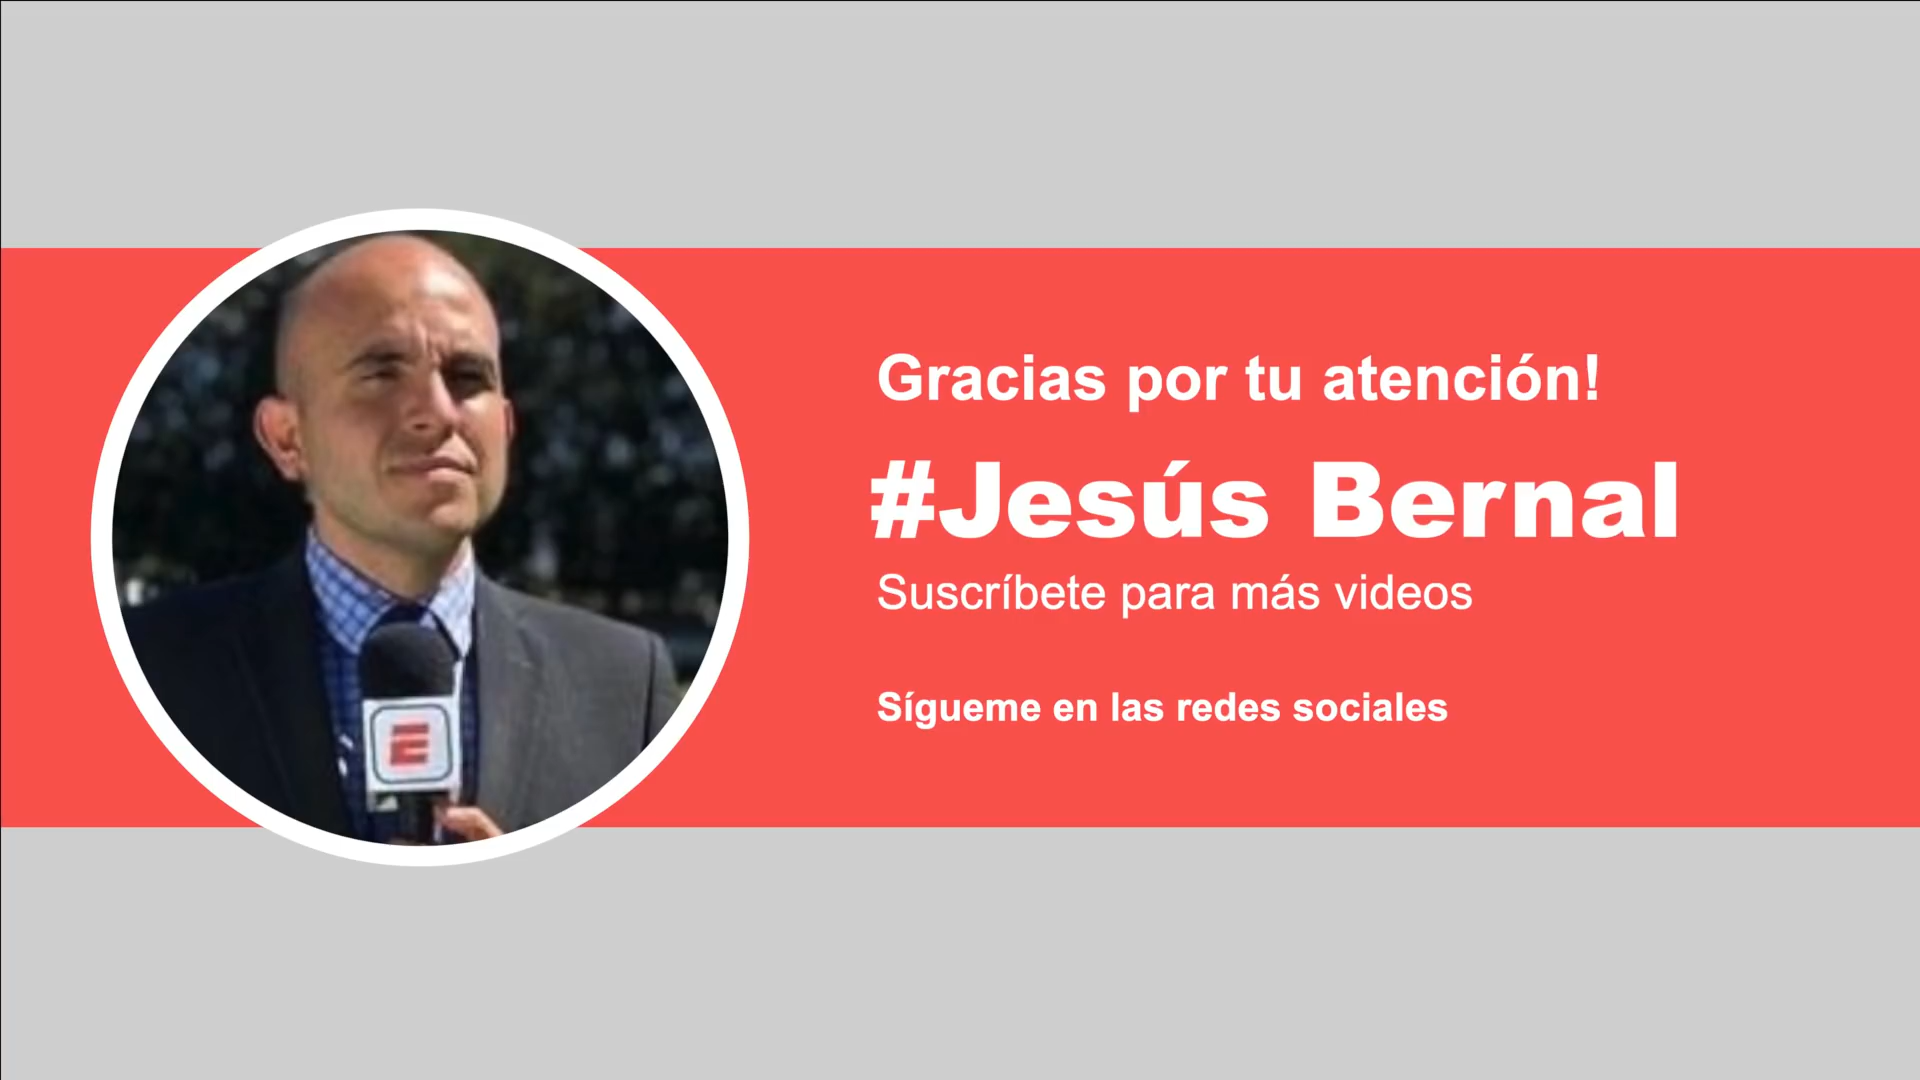 Gracias por tu atención!
#Jesús Bernal
Suscríbete para más videos
Sígueme en las redes sociales
E